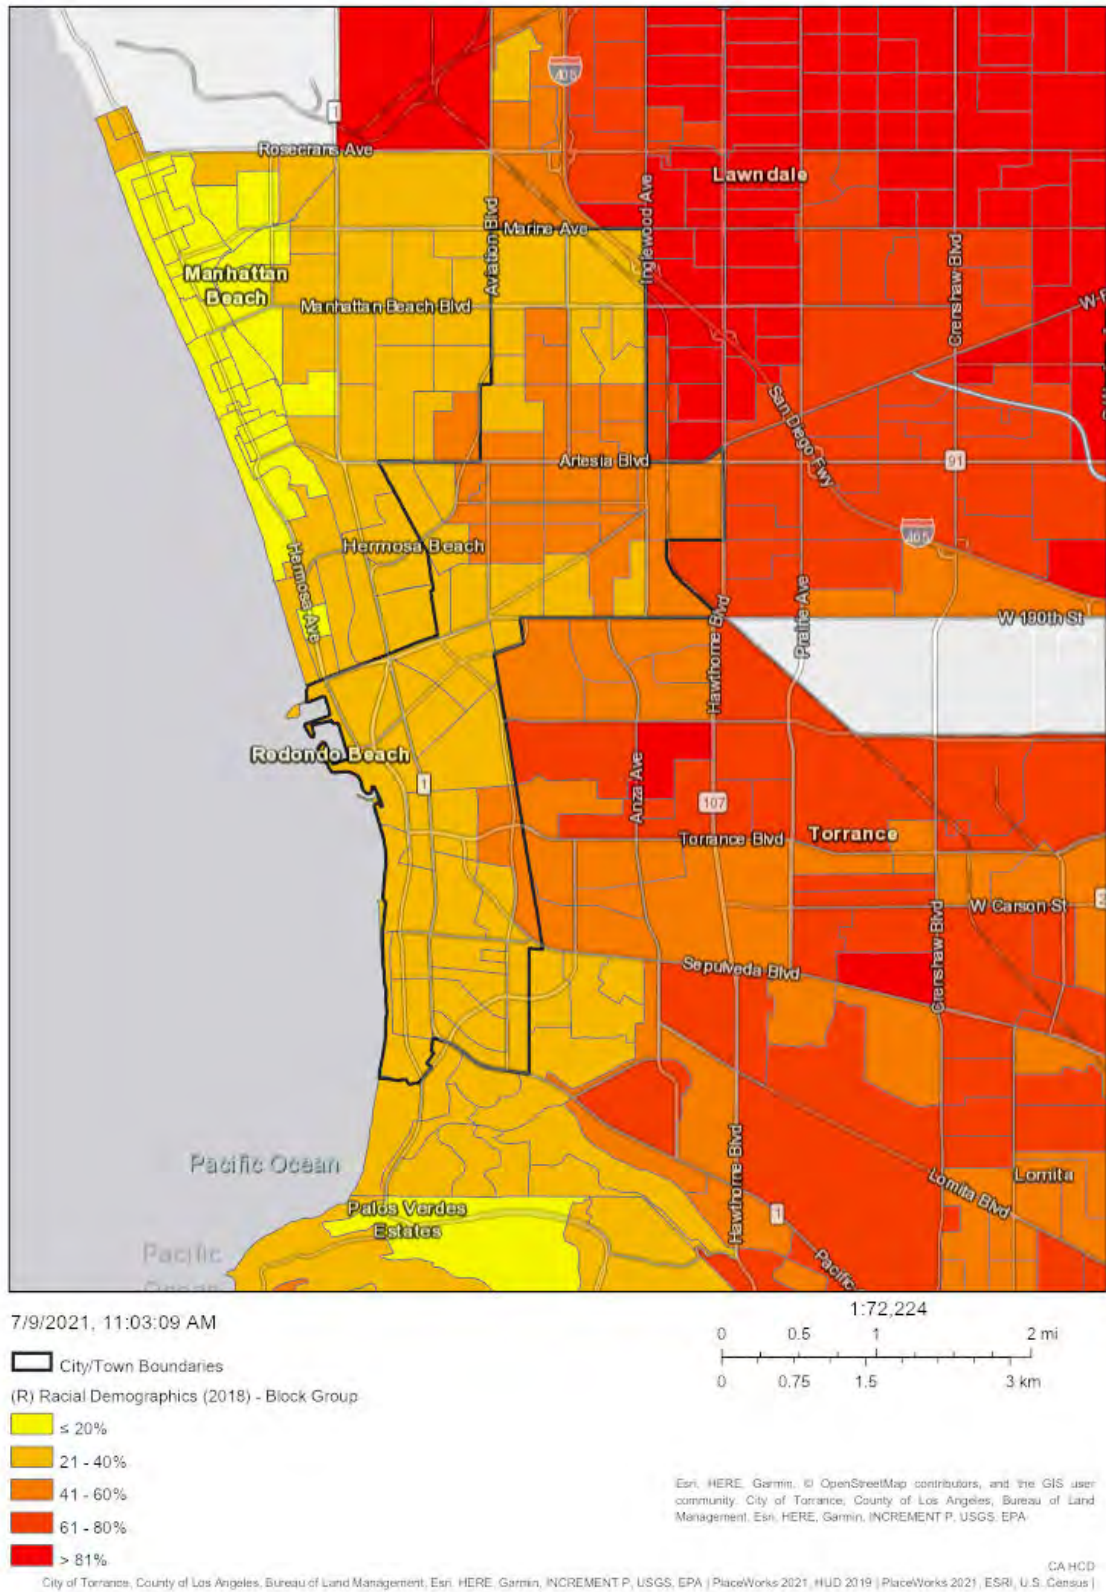 405
1
Rosecrans Ave
Lawndale
Inglewood Ave
Aviation Blvd
Marine Ave
Manhattan
Beach
Crenshaw Blvd
Manhattan Beach Blvd
San Diego Fwy
Artesia Blvd
91
Hermosa Ave
Hermosa Beach
405
Hawthorne Blvd
Prairie Ave
W 190th St
Redondo Beach
1
Anza Ave
107
Torrance Blvd
Torrance
W Carson St
2
Crenshaw Blvd
Sepulveda Blvd
Pacific Ocean
Hawthorne Blvd
Lomita Blvd
Lomita
Palos Verdes
Estates
1
Pacific
Pacific
Ocean
7/9/2021, 11:03:09 AM
1:72,224
0 0.5 1 2 mi
0 0.75 1.5 3 km
City/Town Boundaries
(R) Racial Demographics (2018) - Block Group
≤ 20%
21 - 40%
41 - 60%
61 - 80%
> 81%
Esri, HERE, Garmin, © OpenStreetMap contributors, and the GIS user
community, City of Torrance, County of Los Angeles, Bureau of Land
Management, Esri, HERE, Garmin, INCREMENT P, USGS, EPA
CA HCD
City of Torrance, County of Los Angeles, Bureau of Land Management, Esri, HERE, Garmin, INCREMENT P, USGS, EPA | PlaceWorks 2021, HUD 2019 | PlaceWorks 2021, ESRI, U.S. Census |